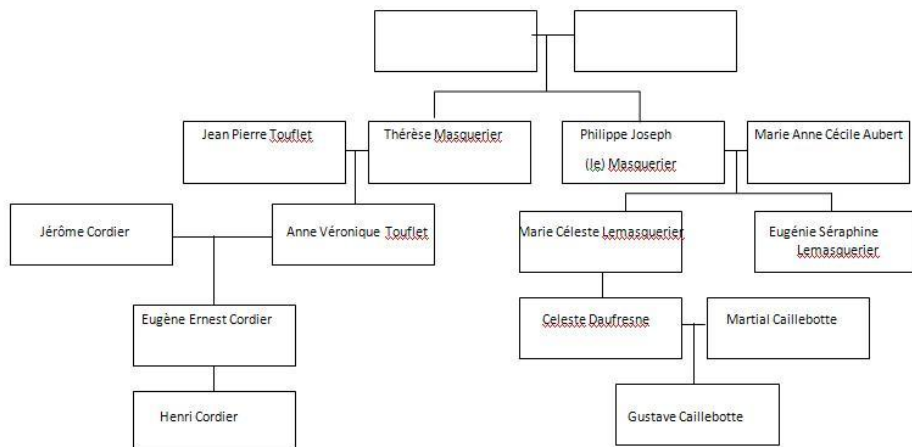 Jean Pierre Touflet
Thérèse Masquerier
Philippe Joseph
(le) Masquerier
Marie Anne Cécile Aubert
Jérôme Cordier
Anne Véronique Touflet
Marie Céleste Lemasquerier
Eugénie Séraphine
Lemasquerier
Eugène Ernest Cordier
Celeste Daufresne
Martial Caillebotte
Henri Cordier
Gustave Caillebotte